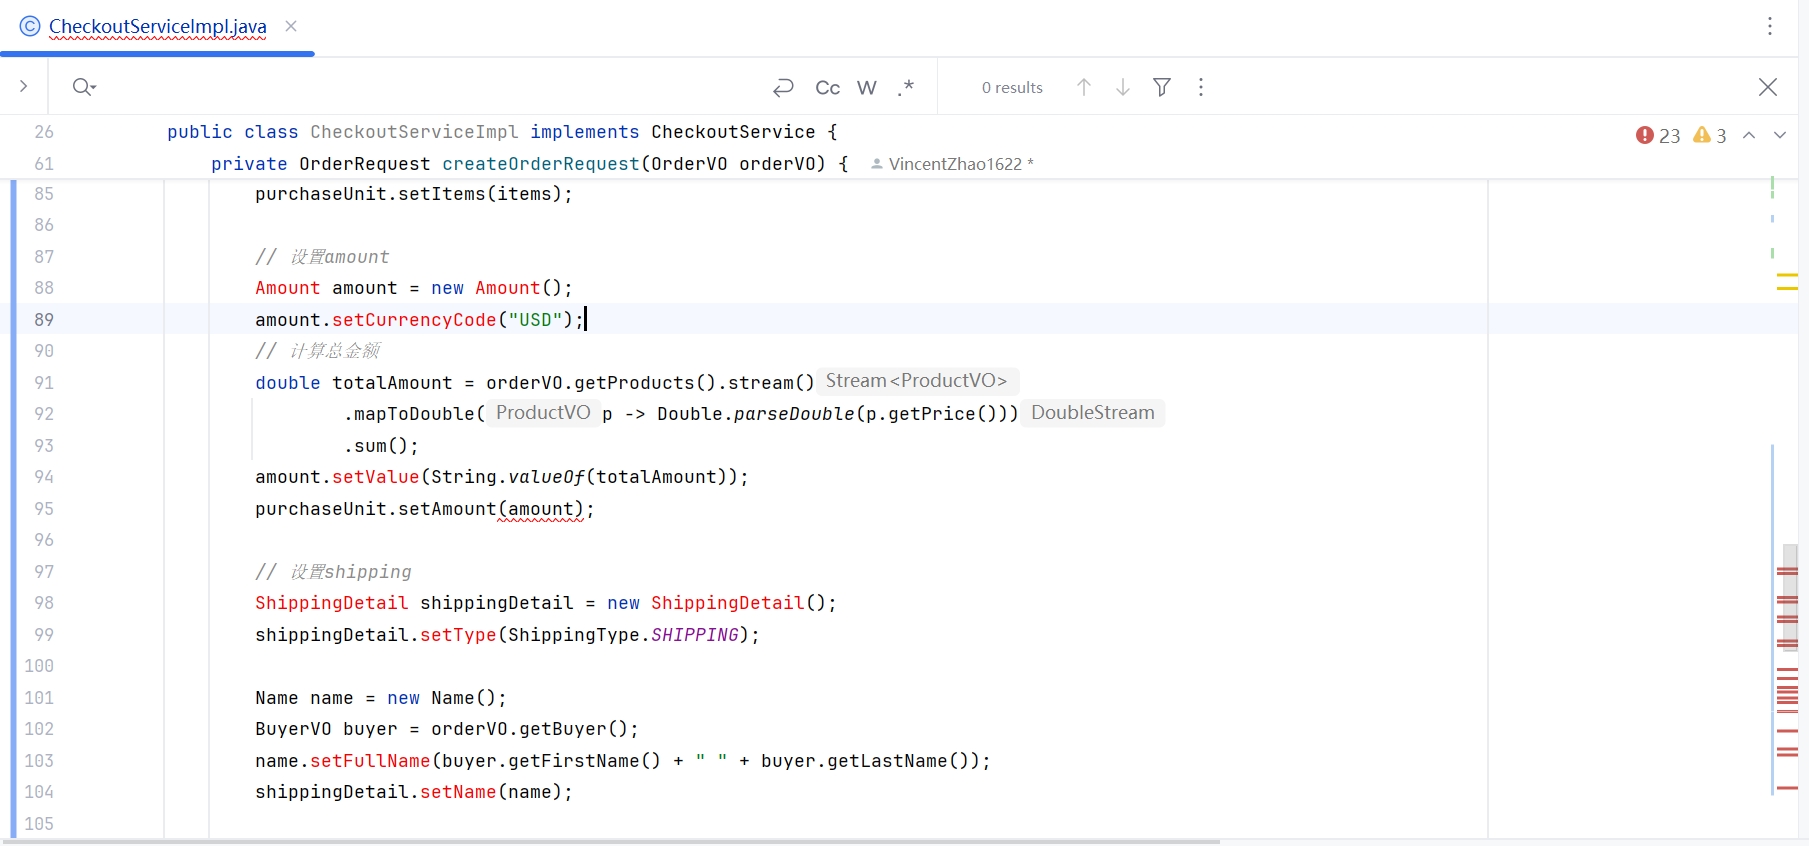 CheckoutServiceImpl.java
Cc W .* 0 results
26 public class CheckoutServiceImpl implements CheckoutService {
23 3
61 private OrderRequest createOrderRequest(OrderVO orderVO) { VincentZhao1622 *
85 purchaseUnit.setItems(items);
86
87 // 设置amount
88 Amount amount = new Amount();
89 amount.setCurrencyCode("USD");
90 // 计算总金额
91 double totalAmount = orderVO.getProducts().stream() Stream<ProductVO>
92 .mapToDouble( ProductVO p -> Double.parseDouble(p.getPrice())) DoubleStream
93 .sum();
94 amount.setValue(String.valueOf(totalAmount));
95 purchaseUnit.setAmount(amount);
96
97 // 设置shipping
98 ShippingDetail shippingDetail = new ShippingDetail();
99 shippingDetail.setType(ShippingType.SHIPPING);
100
101 Name name = new Name();
102 BuyerVO buyer = orderVO.getBuyer();
103 name.setFullName(buyer.getFirstName() + " " + buyer.getLastName());
104 shippingDetail.setName(name);
105